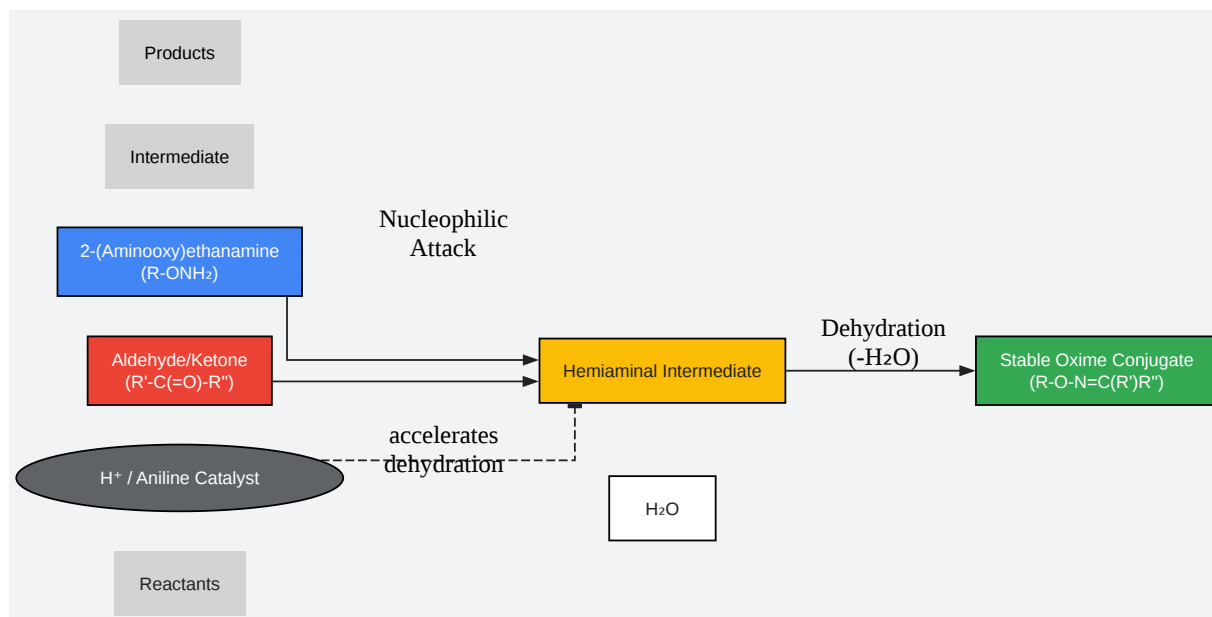 Products
Intermediate
Nucleophilic
Attack
2-(Aminooxy)ethanamine
(R-ONH₂)
Aldehyde/Ketone
(R'-C(=O)-R")
Hemiaminal Intermediate
Dehydration
(-H₂O)
Stable Oxime Conjugate
(R-O-N=C(R')R")
accelerates
dehydration
H⁺ / Aniline Catalyst
H₂O
Reactants